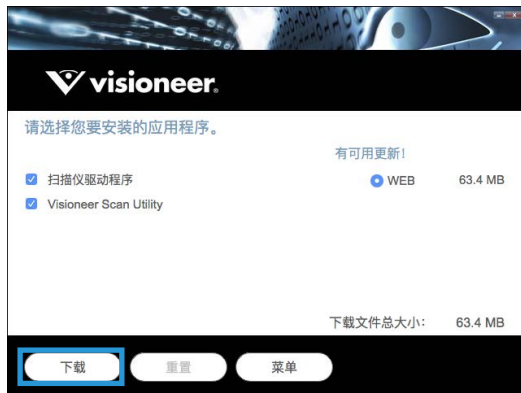 visioneer®
请选择您要安装的应用程序。
有可用更新!
扫描仪驱动程序 WEB 63.4 MB
Visioneer Scan Utility
下载文件总大小: 63.4 MB
下载 重置 菜单